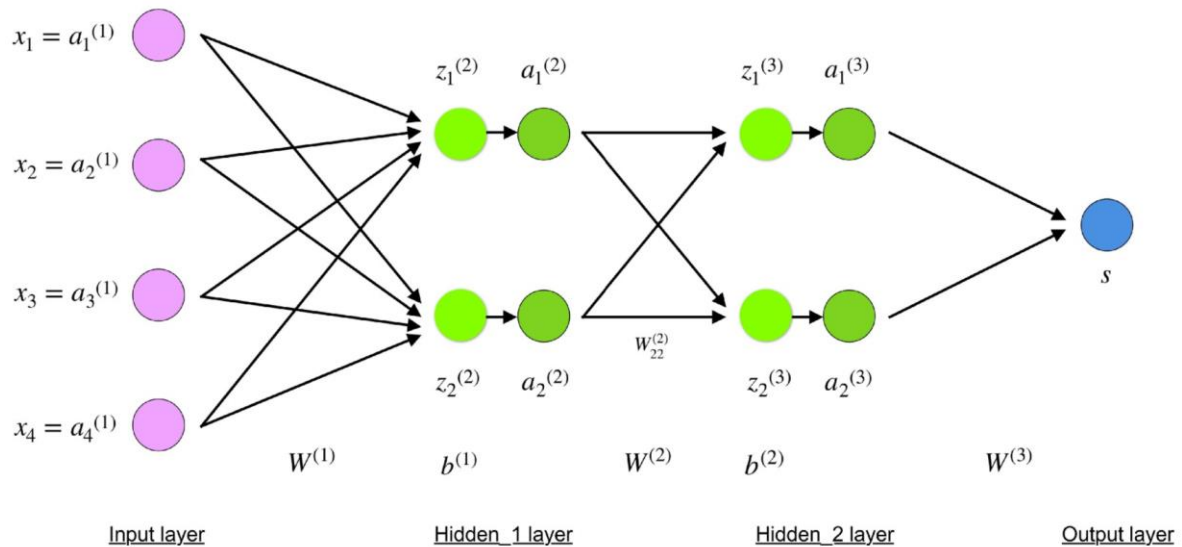 x₁ = a₁⁽¹⁾
x₂ = a₂⁽¹⁾
x₃ = a₃⁽¹⁾
x₄ = a₄⁽¹⁾
z₁⁽²⁾ a₁⁽²⁾
z₂⁽²⁾ a₂⁽²⁾
z₁⁽³⁾ a₁⁽³⁾
z₂⁽³⁾ a₂⁽³⁾
W₂₂⁽²⁾
s
W⁽¹⁾ b⁽¹⁾ W⁽²⁾ b⁽²⁾ W⁽³⁾
Input layer Hidden_1 layer Hidden_2 layer Output layer